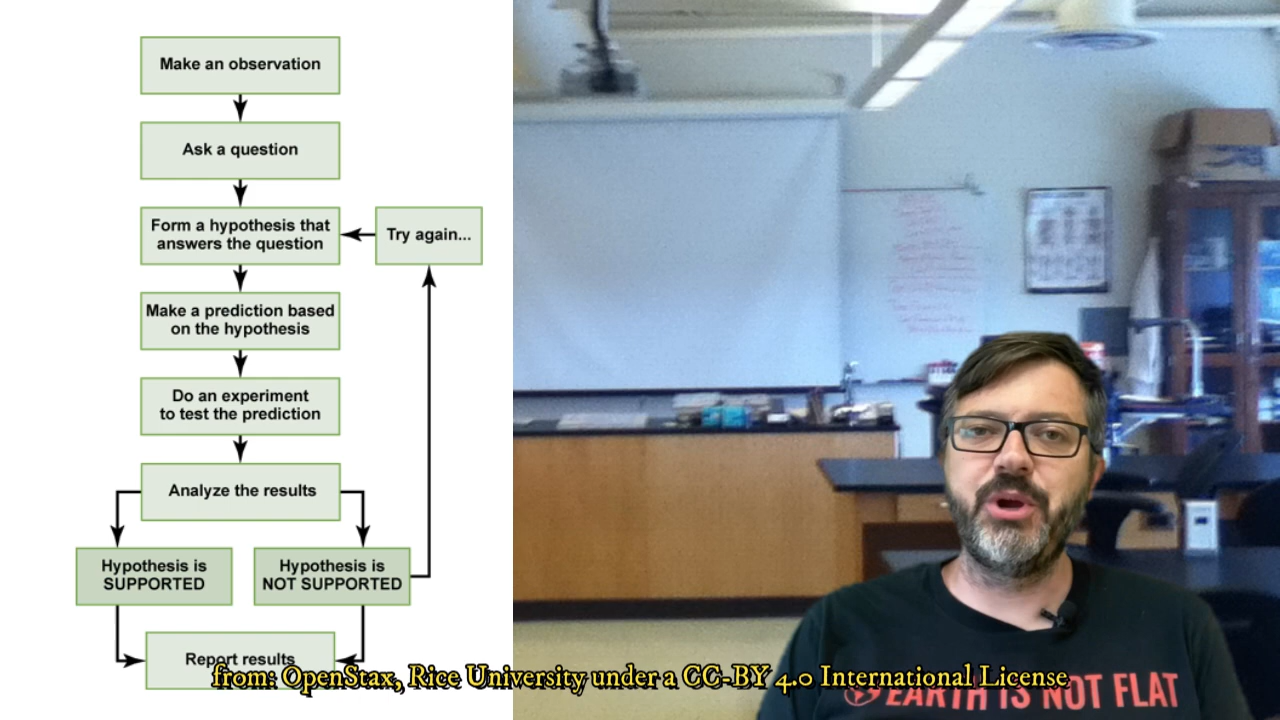 Make an observation
Ask a question
Form a hypothesis that
answers the question
Try again...
Make a prediction based
on the hypothesis
Do an experiment
to test the prediction
Analyze the results
Hypothesis is
SUPPORTED
Hypothesis is
NOT SUPPORTED
Report results
from: OpenStax, Rice University under a CC-BY 4.0 International License
EARTH IS NOT FLAT